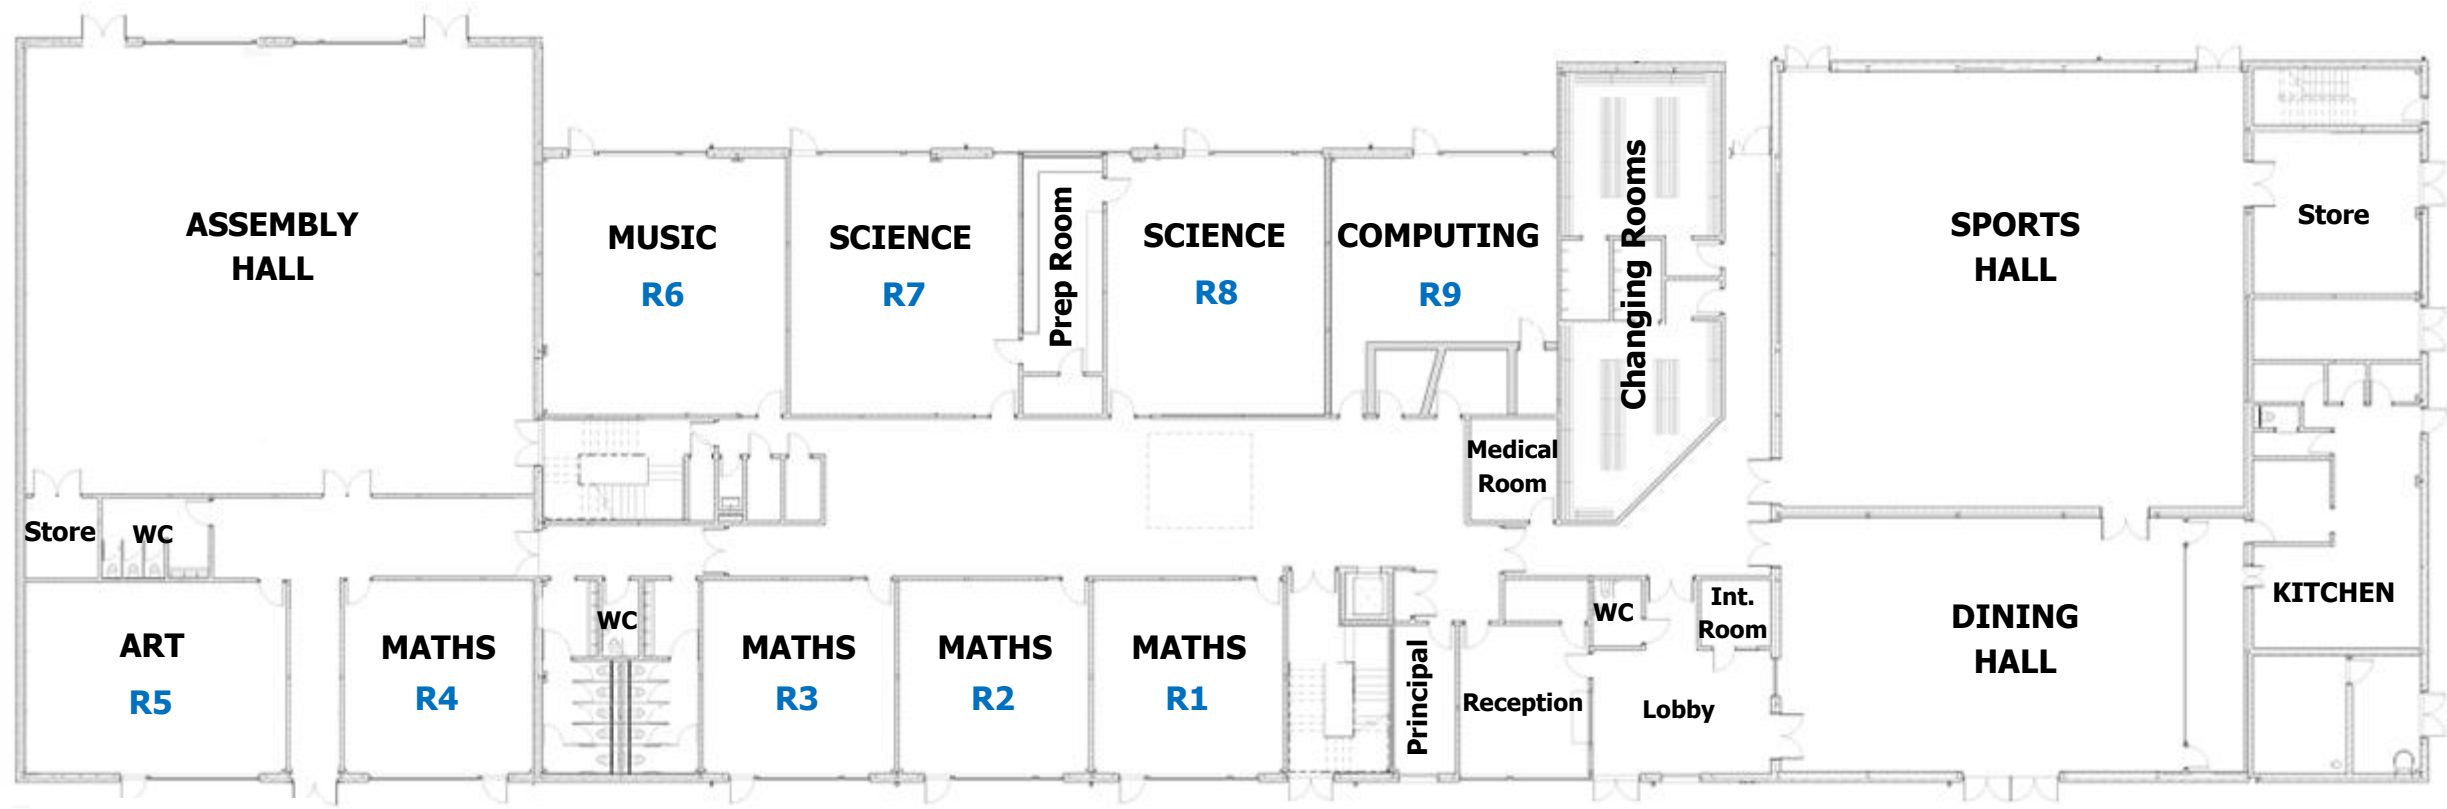 ASSEMBLY
HALL
MUSIC
R6
SCIENCE
R7
Prep Room
SCIENCE
R8
COMPUTING
R9
Changing Rooms
SPORTS
HALL
Store
Medical
Room
Store
WC
ART
R5
MATHS
R4
WC
MATHS
R3
MATHS
R2
MATHS
R1
Principal
Reception
WC
Lobby
Int.
Room
DINING
HALL
KITCHEN